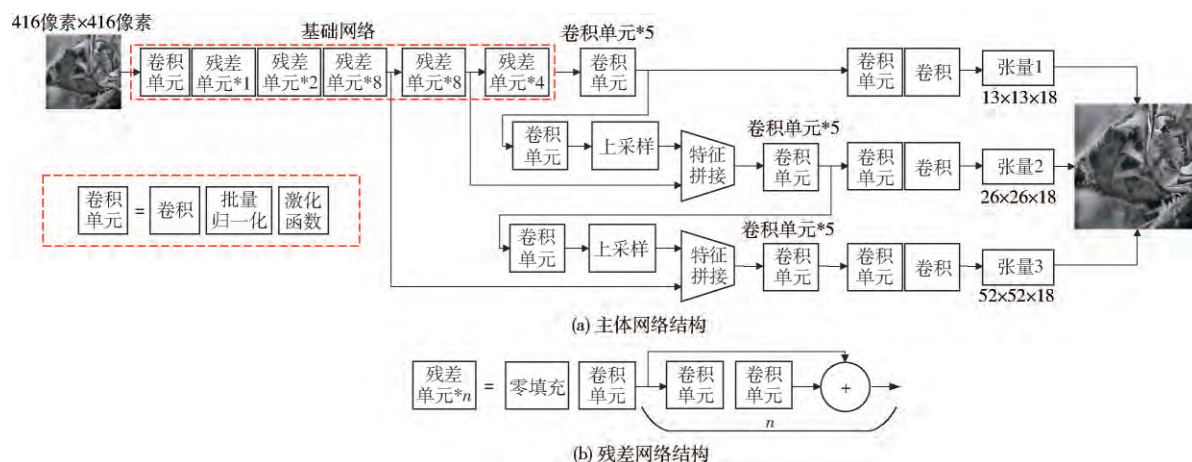 416像素×416像素
基础网络
卷积单元*5
卷积
单元
残差
单元*1
残差
单元*2
残差
单元*8
残差
单元*8
残差
单元*4
卷积
单元
卷积
单元
卷积
张量1
13×13×18
卷积
单元
上采样
特征
拼接
卷积单元*5
卷积
单元
卷积
单元
卷积
张量2
26×26×18
卷积
单元
=
卷积
批量
归一化
激化
函数
卷积
单元
上采样
特征
拼接
卷积单元*5
卷积
单元
卷积
单元
卷积
张量3
52×52×18
(a) 主体网络结构
残差
单元*n
=
零填充
卷积
单元
卷积
单元
卷积
单元
+
n
(b) 残差网络结构